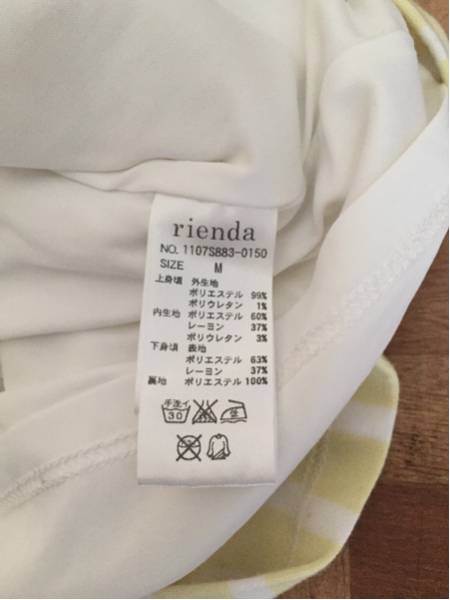 rienda
NO. 1107S883-0150
SIZE M
上身頃 外生地
ポリエステル 99%
ポリウレタン 1%
内生地 ポリエステル 60%
レーヨン 37%
ポリウレタン 3%
下身頃 表地
ポリエステル 63%
レーヨン 37%
裏地 ポリエステル 100%
手洗イ
30